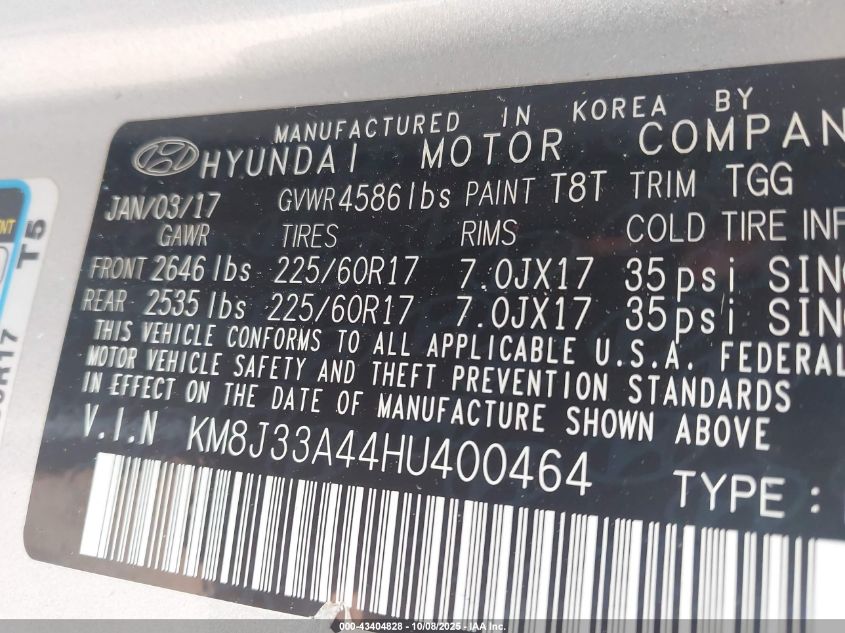 MANUFACTURED IN KOREA BY
HYUNDAI MOTOR COMPAN
JAN/03/17 GVWR 4586 lbs PAINT T8T TRIM TGG
GAWR TIRES RIMS COLD TIRE INF
FRONT 2646 lbs 225/60R17 7.0JX17 35psi SING
REAR 2535 lbs 225/60R17 7.0JX17 35psi SING
THIS VEHICLE CONFORMS TO ALL APPLICABLE U.S.A. FEDERAL
MOTOR VEHICLE SAFETY AND THEFT PREVENTION STANDARDS
IN EFFECT ON THE DATE OF MANUFACTURE SHOWN ABOVE
V.I.N KM8J33A44HU400464
TYPE :
T5
0R17
000-43404828 - 10/08/2025 - IAA Inc.